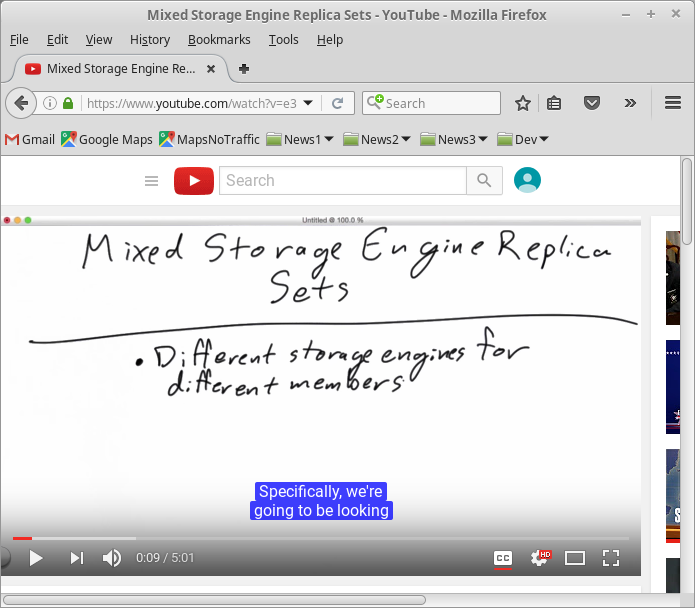 Mixed Storage Engine Replica Sets - YouTube - Mozilla Firefox
File Edit View History Bookmarks Tools Help
Mixed Storage Engine Re...
https://www.youtube.com/watch?v=e3
Search
Gmail Google Maps MapsNoTraffic News1 News2 News3 Dev
Search
Untitled @ 100.0 %
Mixed Storage Engine Replica
Sets
• Different storage engines for
different members
Specifically, we're
going to be looking
0:09 / 5:01
CC HD